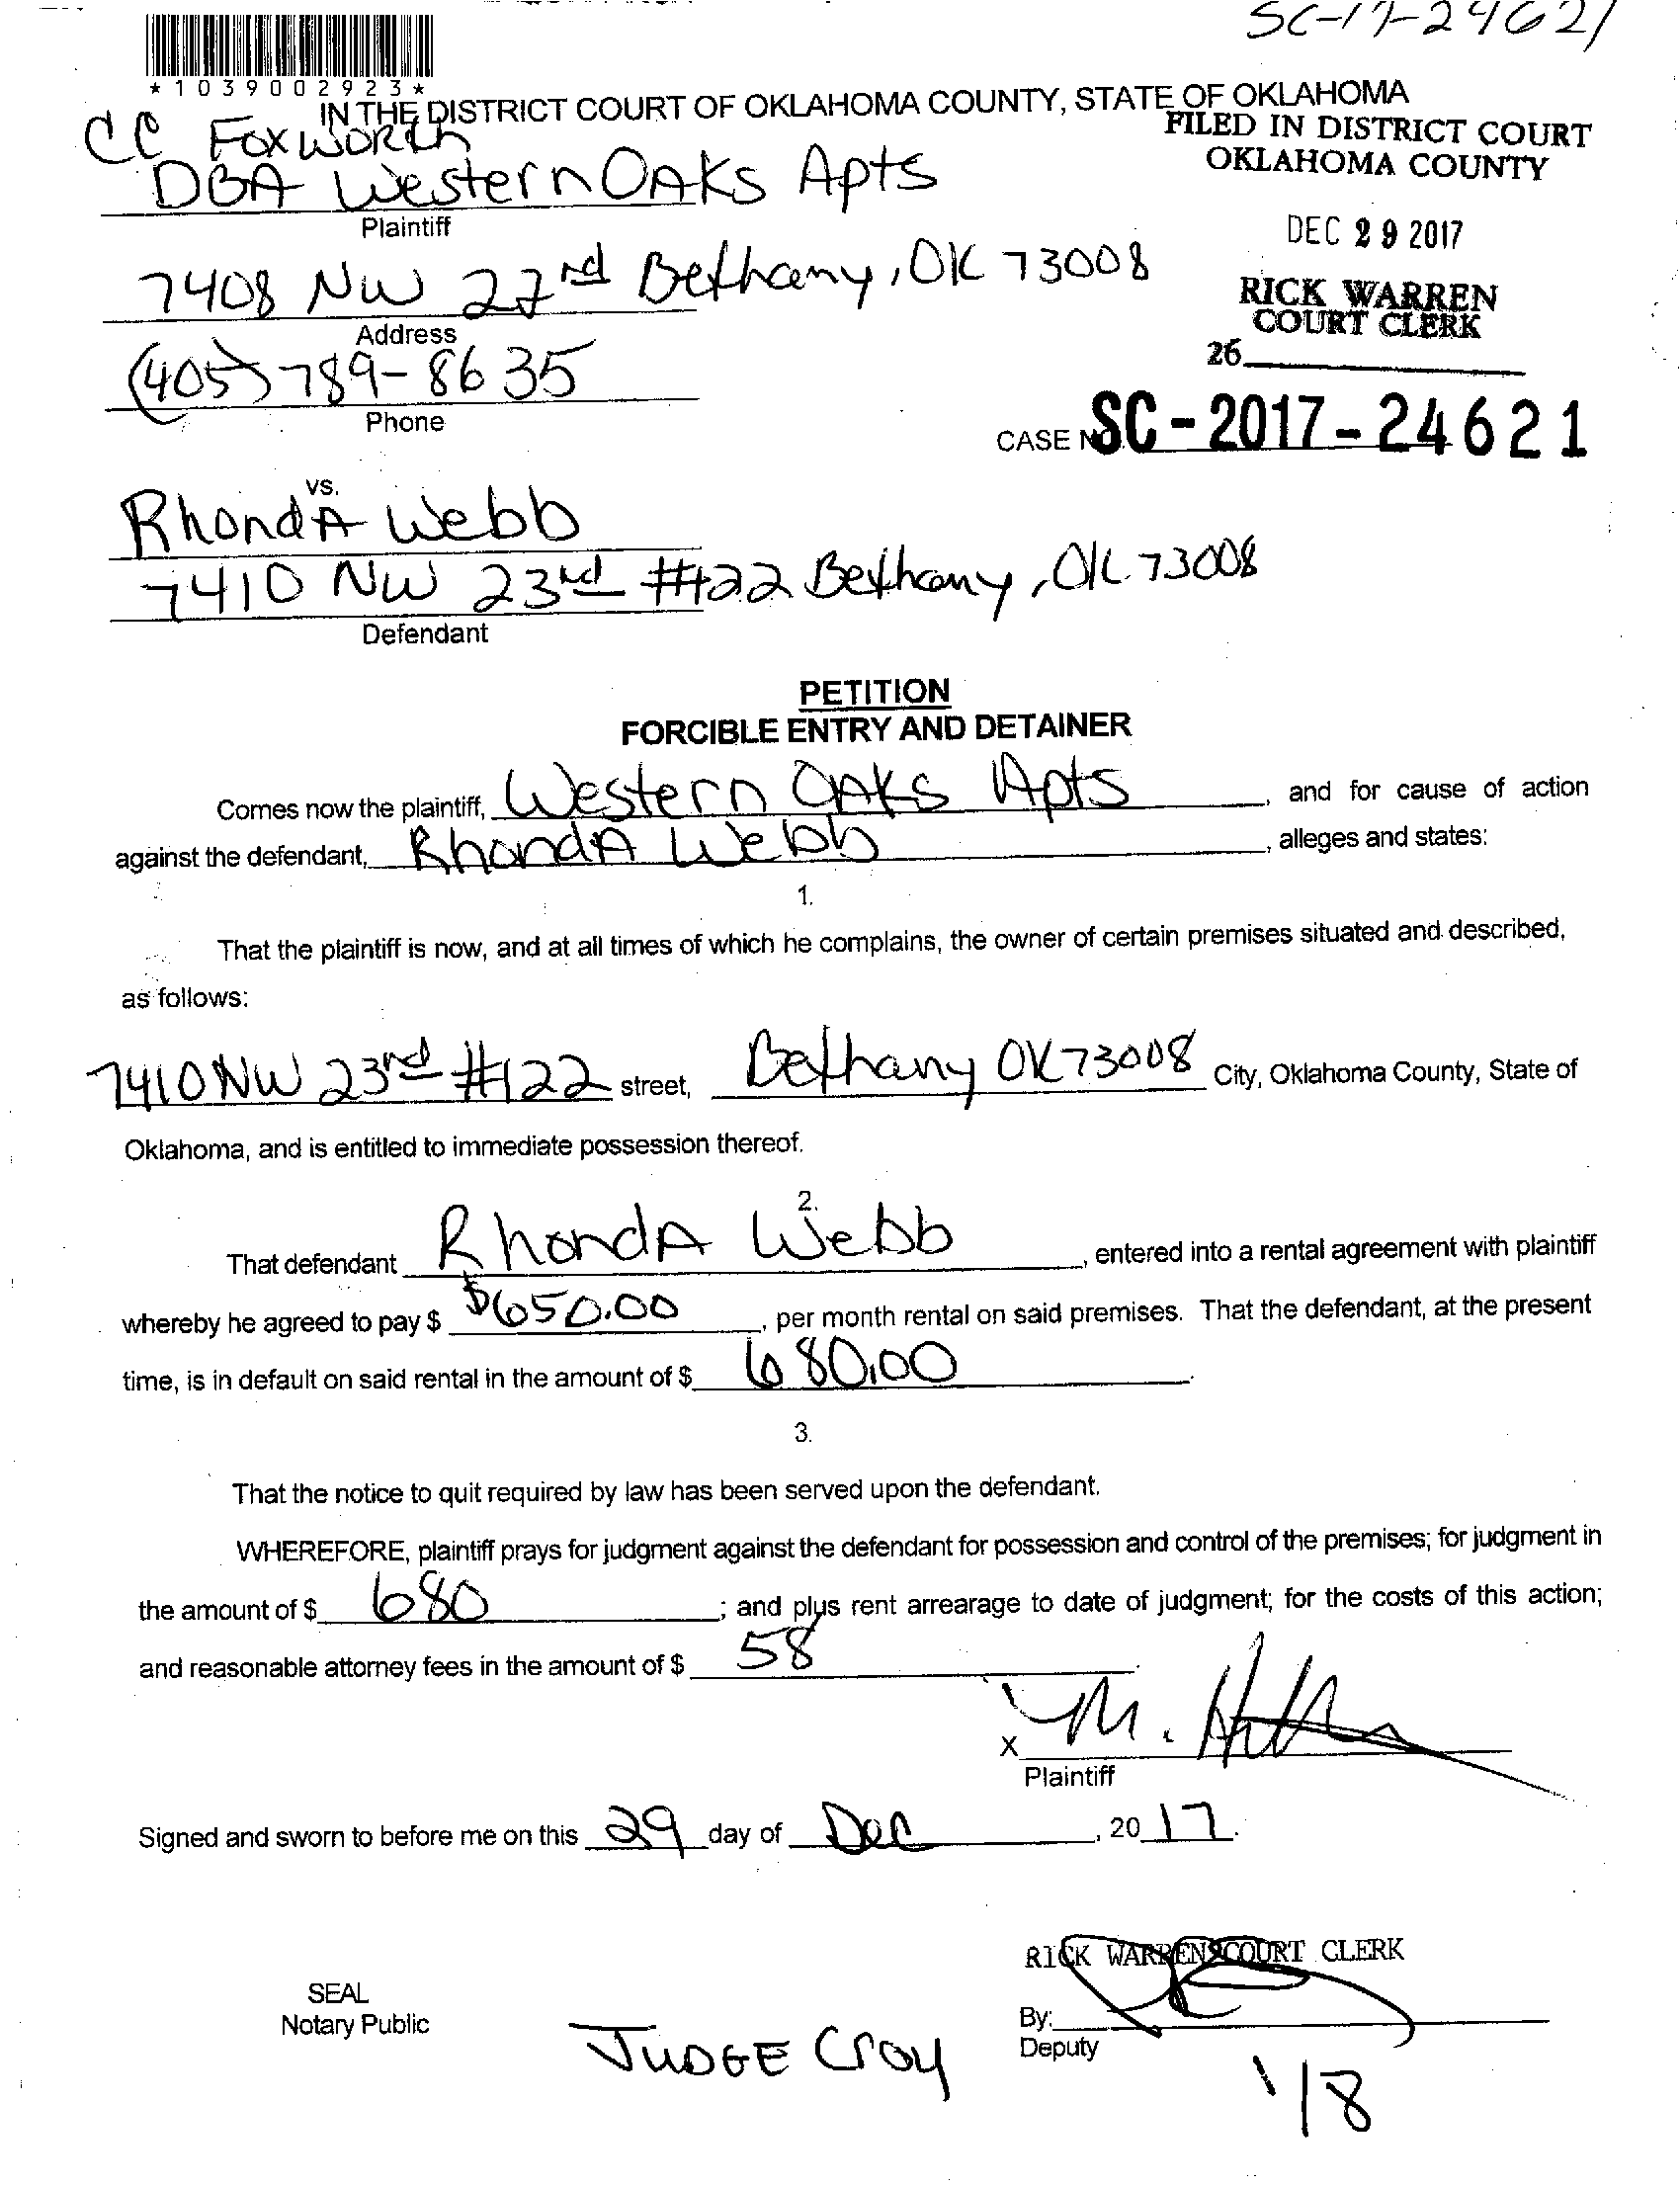 SC-17-24621
*1039002923*
IN THE DISTRICT COURT OF OKLAHOMA COUNTY, STATE OF OKLAHOMA
CC Foxworth
FILED IN DISTRICT COURT
OKLAHOMA COUNTY
DBA Western OAKs Apts
Plaintiff
DEC 29 2017
7408 NW 23rd Bethany, OK 73008
Address
RICK WARREN
COURT CLERK
26
(405) 789-8635
Phone
CASE NO. SC-2017-24621
vs.
RhondA Webb
7410 NW 23rd #122 Bethany, OK 73008
Defendant
PETITION
FORCIBLE ENTRY AND DETAINER
Comes now the plaintiff, Western OAKs Apts, and for cause of action
against the defendant, RhondA Webb, alleges and states:
1.
That the plaintiff is now, and at all times of which he complains, the owner of certain premises situated and described,
as follows:
7410 NW 23rd #122 street, Bethany OK 73008 City, Oklahoma County, State of
Oklahoma, and is entitled to immediate possession thereof.
2.
That defendant RhondA Webb, entered into a rental agreement with plaintiff
whereby he agreed to pay $ $650.00, per month rental on said premises. That the defendant, at the present
time, is in default on said rental in the amount of $ 680.00.
3.
That the notice to quit required by law has been served upon the defendant.
WHEREFORE, plaintiff prays for judgment against the defendant for possession and control of the premises; for judgment in
the amount of $ 680; and plus rent arrearage to date of judgment; for the costs of this action;
and reasonable attorney fees in the amount of $ 58
X
Plaintiff
Signed and sworn to before me on this 29 day of Dec, 20 17.
RICK WARREN COURT CLERK
SEAL
Notary Public
By:
Deputy
JUDGE Croy
1/8